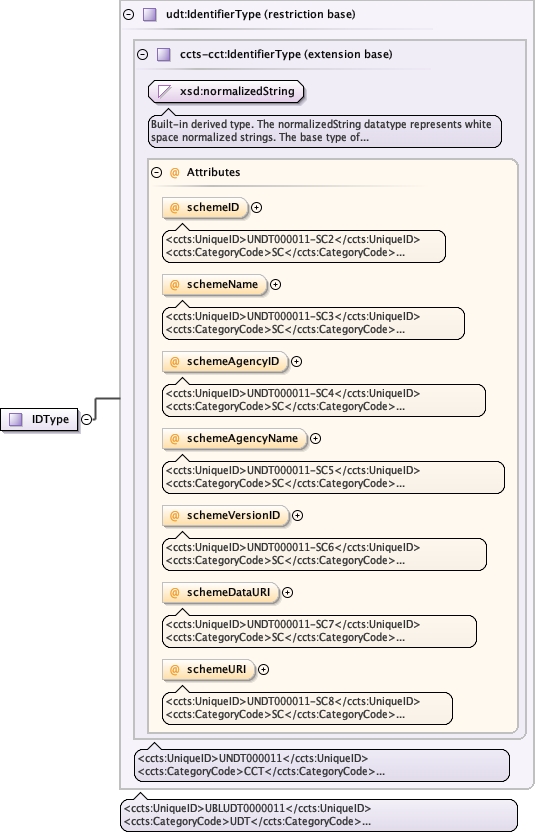 udt:IdentifierType (restriction base)
ccts-cct:IdentifierType (extension base)
xsd:normalizedString
Built-in derived type. The normalizedString datatype represents white
space normalized strings. The base type of...
@ Attributes
@ schemeID
<ccts:UniqueID>UNDT000011-SC2</ccts:UniqueID>
<ccts:CategoryCode>SC</ccts:CategoryCode>...
@ schemeName
<ccts:UniqueID>UNDT000011-SC3</ccts:UniqueID>
<ccts:CategoryCode>SC</ccts:CategoryCode>...
@ schemeAgencyID
<ccts:UniqueID>UNDT000011-SC4</ccts:UniqueID>
<ccts:CategoryCode>SC</ccts:CategoryCode>...
IDType
@ schemeAgencyName
<ccts:UniqueID>UNDT000011-SC5</ccts:UniqueID>
<ccts:CategoryCode>SC</ccts:CategoryCode>...
@ schemeVersionID
<ccts:UniqueID>UNDT000011-SC6</ccts:UniqueID>
<ccts:CategoryCode>SC</ccts:CategoryCode>...
@ schemeDataURI
<ccts:UniqueID>UNDT000011-SC7</ccts:UniqueID>
<ccts:CategoryCode>SC</ccts:CategoryCode>...
@ schemeURI
<ccts:UniqueID>UNDT000011-SC8</ccts:UniqueID>
<ccts:CategoryCode>SC</ccts:CategoryCode>...
<ccts:UniqueID>UNDT000011</ccts:UniqueID>
<ccts:CategoryCode>CCT</ccts:CategoryCode>...
<ccts:UniqueID>UBLUDT0000011</ccts:UniqueID>
<ccts:CategoryCode>UDT</ccts:CategoryCode>...